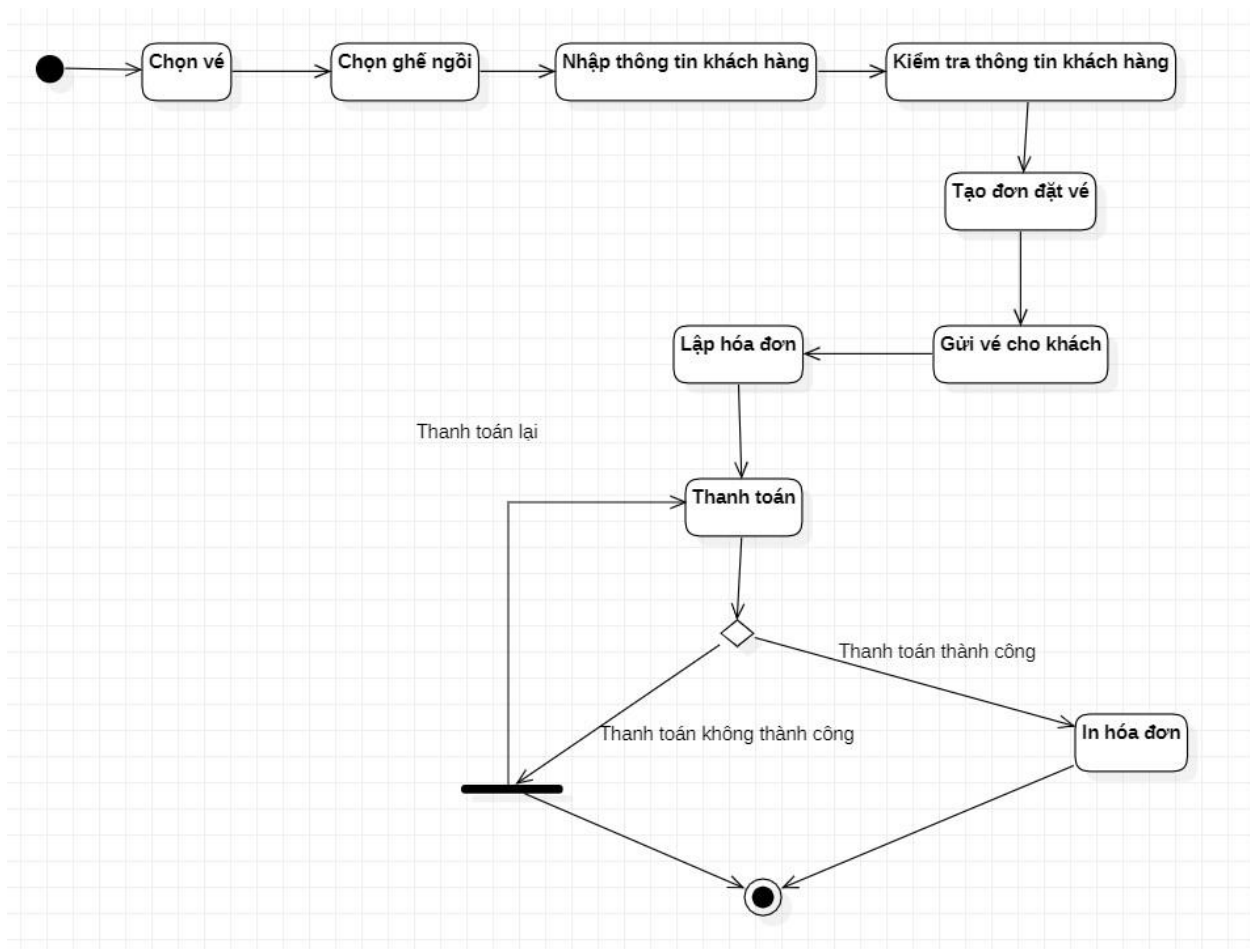 Chọn vé
Chọn ghế ngồi
Nhập thông tin khách hàng
Kiểm tra thông tin khách hàng
Tạo đơn đặt vé
Gửi vé cho khách
Lập hóa đơn
Thanh toán lại
Thanh toán
Thanh toán thành công
Thanh toán không thành công
In hóa đơn